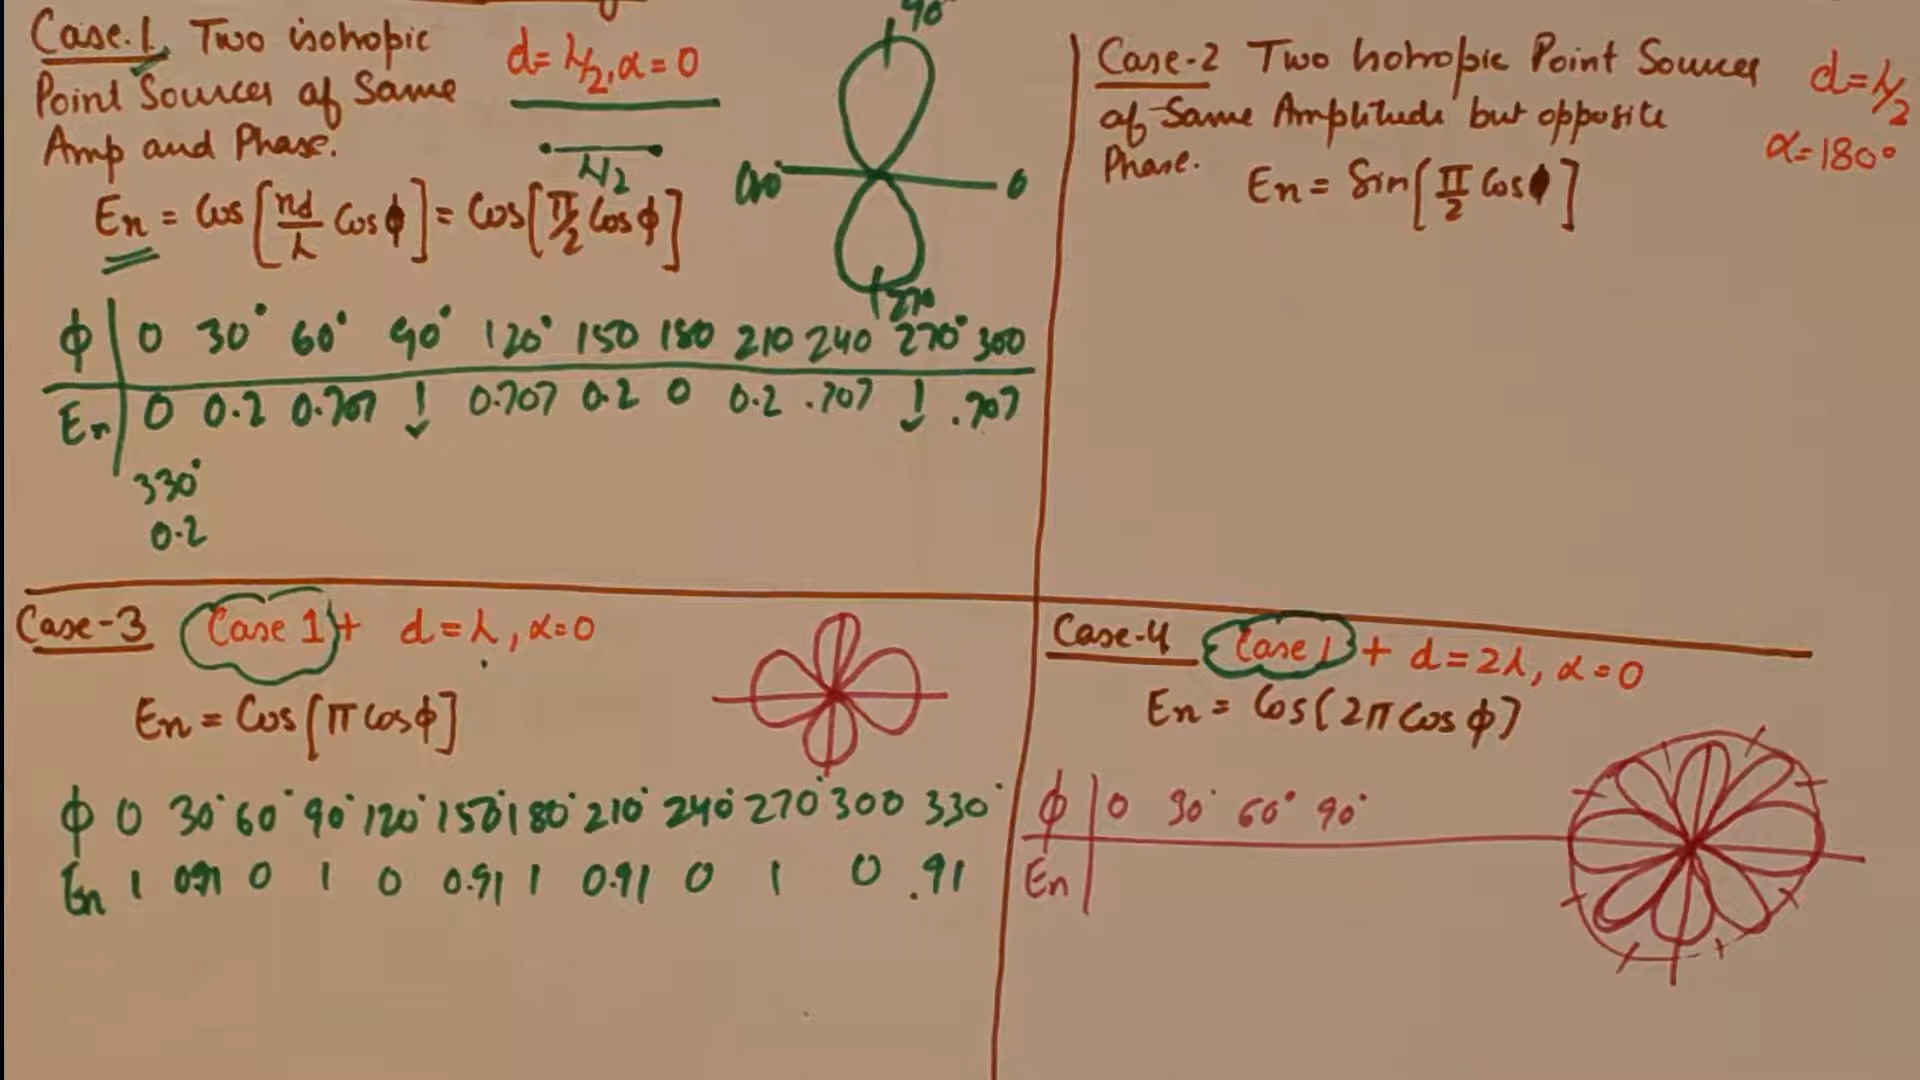 Case.1, Two isotropic
Point Sources of Same
Amp and Phase.
d=λ/2, α=0
λ/2
En = Cos[πd/λ Cosϕ] = Cos[π/2 Cosϕ]
90°
0
270
ϕ 0 30° 60° 90° 120° 150 180 210 240 270° 300
En 0 0.2 0.707 1 0.707 0.2 0 0.2 .707 1 .707
330°
0.2
Case-2 Two Isotropic Point Sources
of Same Amplitude but opposite
Phase.
d=λ/2
α=180°
En = Sin[π/2 Cosϕ]
Case-3 Case 1 + d=λ, α=0
En = Cos[π Cosϕ]
ϕ 0 30° 60° 90° 120° 150° 180° 210° 240° 270° 300 330°
En 1 0.91 0 1 0 0.91 1 0.91 0 1 0 .91
Case-4 Case 1 + d=2λ, α=0
En = Cos(2π Cosϕ)
ϕ 0 30° 60° 90°
En